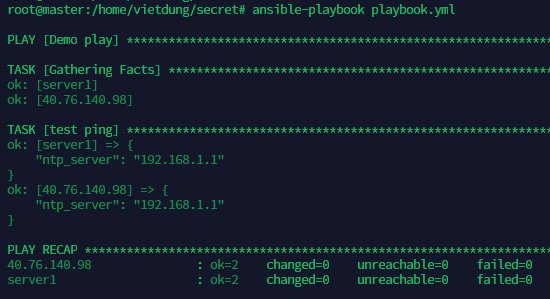 root@master:/home/vietdung/secret# ansible-playbook playbook.yml
PLAY [Demo play] *************************************************************
TASK [Gathering Facts] *******************************************************
ok: [server1]
ok: [40.76.140.98]
TASK [test ping] *************************************************************
ok: [server1] => {
    "ntp_server": "192.168.1.1"
}
ok: [40.76.140.98] => {
    "ntp_server": "192.168.1.1"
}
PLAY RECAP *******************************************************************
40.76.140.98               : ok=2    changed=0    unreachable=0    failed=0
server1                    : ok=2    changed=0    unreachable=0    failed=0